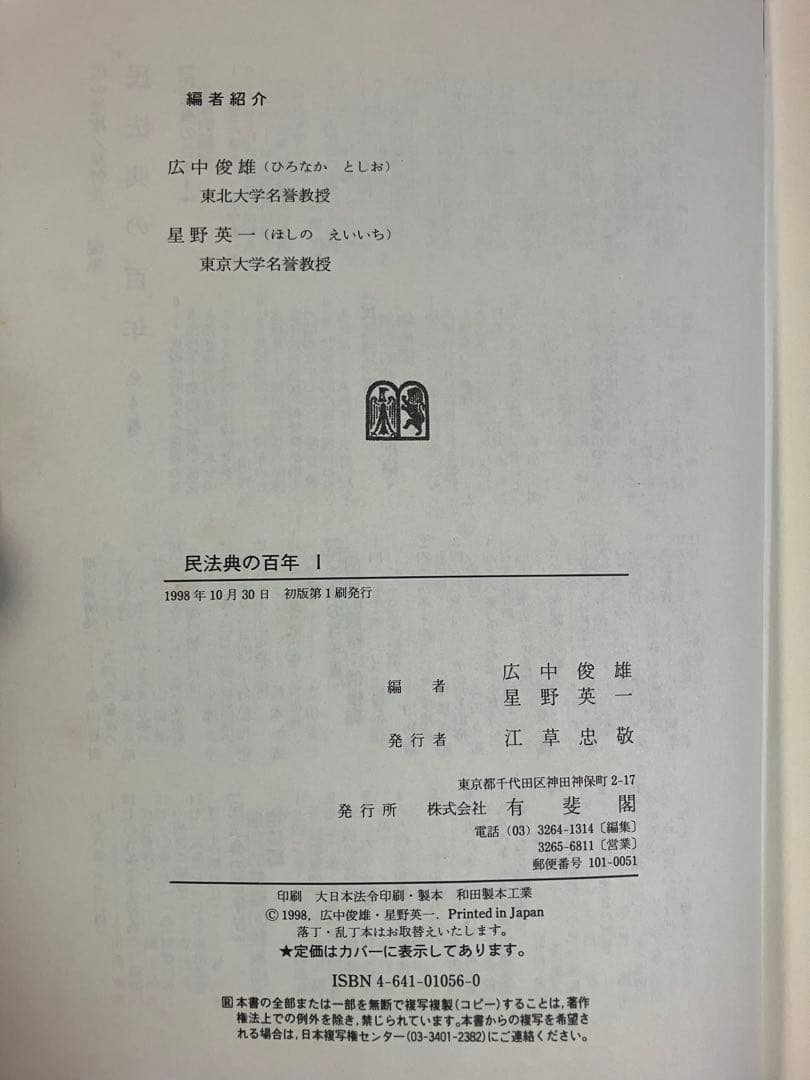 編者紹介
広中俊雄(ひろなか としお)
東北大学名誉教授
星野英一(ほしの えいいち)
東京大学名誉教授
民法典の百年 Ⅰ
1998年10月30日 初版第1刷発行
編者 広中俊雄
星野英一
発行者 江草忠敬
東京都千代田区神田神保町2-17
発行所 株式会社 有斐閣
電話 (03) 3264-1314〔編集〕
3265-6811〔営業〕
郵便番号 101-0051
印刷 大日本法令印刷・製本 和田製本工業
©1998, 広中俊雄・星野英一. Printed in Japan
落丁・乱丁本はお取替えいたします。
★定価はカバーに表示してあります。
ISBN 4-641-01056-0
Ⓡ本書の全部または一部を無断で複写複製(コピー)することは,著作
権法上での例外を除き,禁じられています。本書からの複写を希望さ
れる場合は,日本複写権センター(03-3401-2382)にご連絡ください。